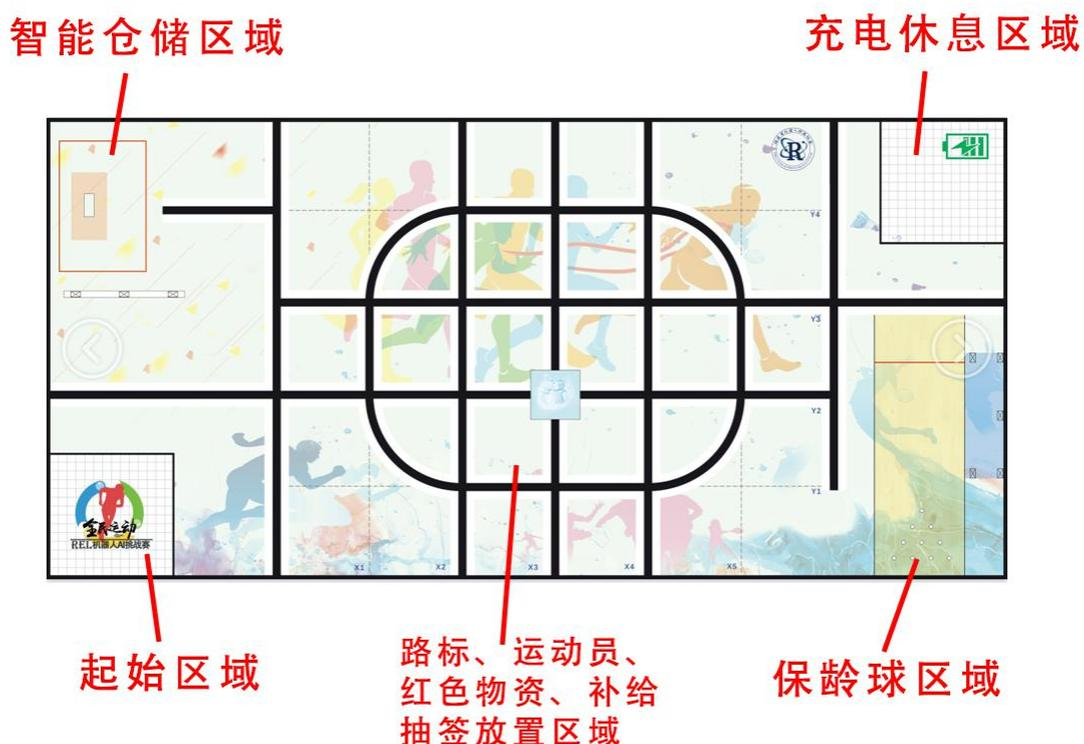 智能仓储区域
充电休息区域
Y4
Y3
Y2
Y1
全民运动
REL机器人AI挑战赛
X1
X2
X3
X4
X5
起始区域
路标、运动员、
红色物资、补给
抽签放置区域
保龄球区域